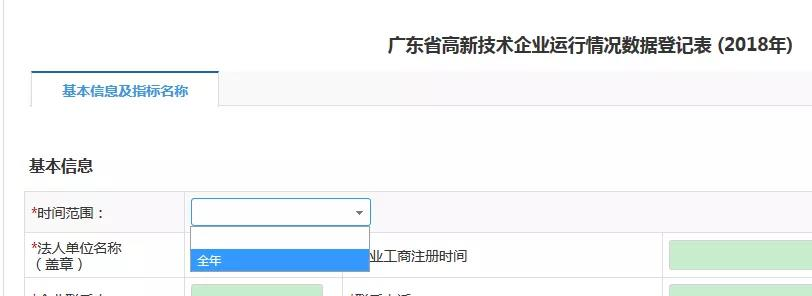 广东省高新技术企业运行情况数据登记表 (2018年)
基本信息及指标名称
基本信息
*时间范围：
全年
*法人单位名称
（盖章）
业工商注册时间